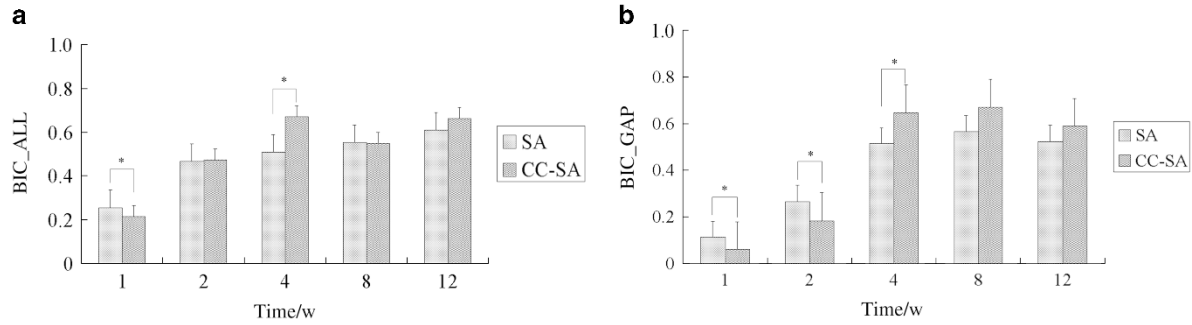 a
BIC_ALL
1.0
0.8
0.6
0.4
0.2
0
*
*
1 2 4 8 12
Time/w
SA
CC-SA
b
BIC_GAP
1.0
0.8
0.6
0.4
0.2
0
*
*
*
1 2 4 8 12
Time/w
SA
CC-SA